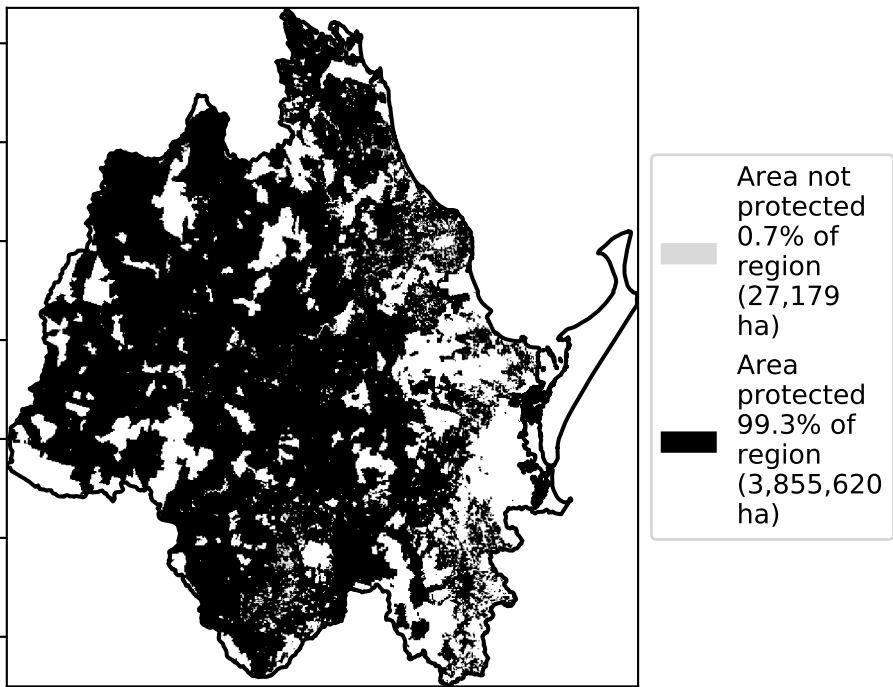 Area not
protected
0.7% of
region
(27,179
ha)
Area
protected
99.3% of
region
(3,855,620
ha)